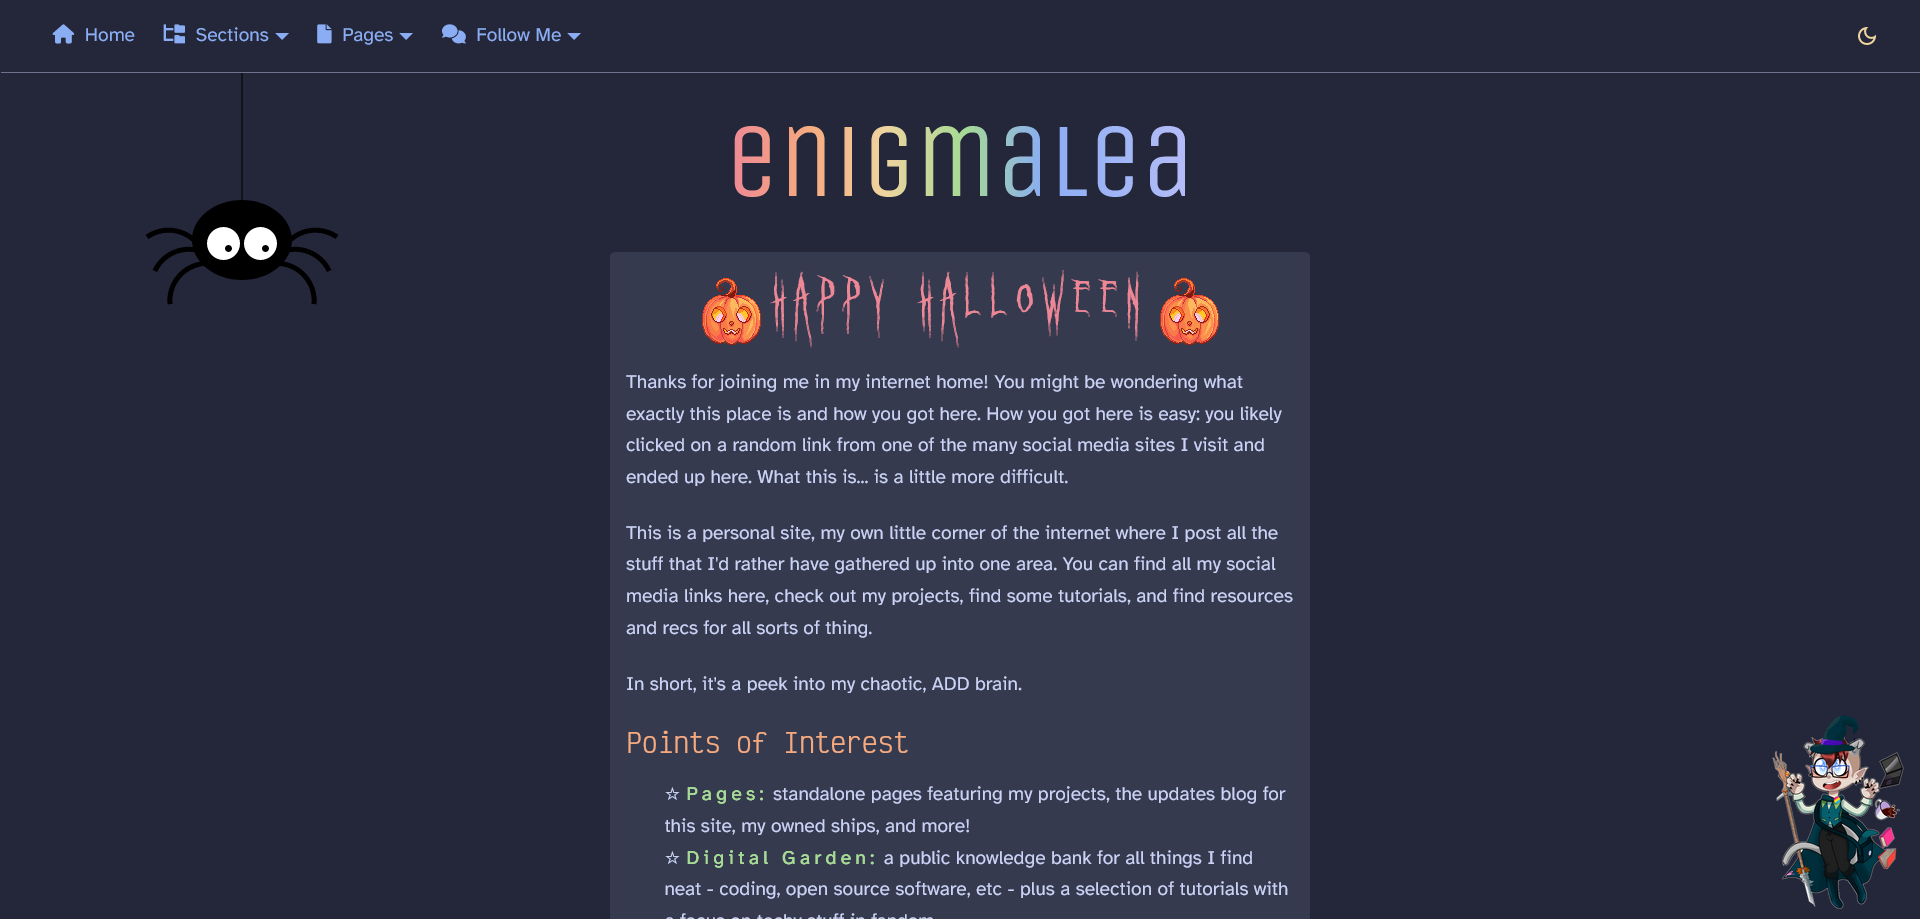 Home Sections Pages Follow Me
enigmalea
HAPPY HALLOWEEN
Thanks for joining me in my internet home! You might be wondering what
exactly this place is and how you got here. How you got here is easy: you likely
clicked on a random link from one of the many social media sites I visit and
ended up here. What this is... is a little more difficult.
This is a personal site, my own little corner of the internet where I post all the
stuff that I'd rather have gathered up into one area. You can find all my social
media links here, check out my projects, find some tutorials, and find resources
and recs for all sorts of thing.
In short, it's a peek into my chaotic, ADD brain.
Points of Interest
☆ Pages: standalone pages featuring my projects, the updates blog for
this site, my owned ships, and more!
☆ Digital Garden: a public knowledge bank for all things I find
neat - coding, open source software, etc - plus a selection of tutorials with
a focus on techy stuff in fandom